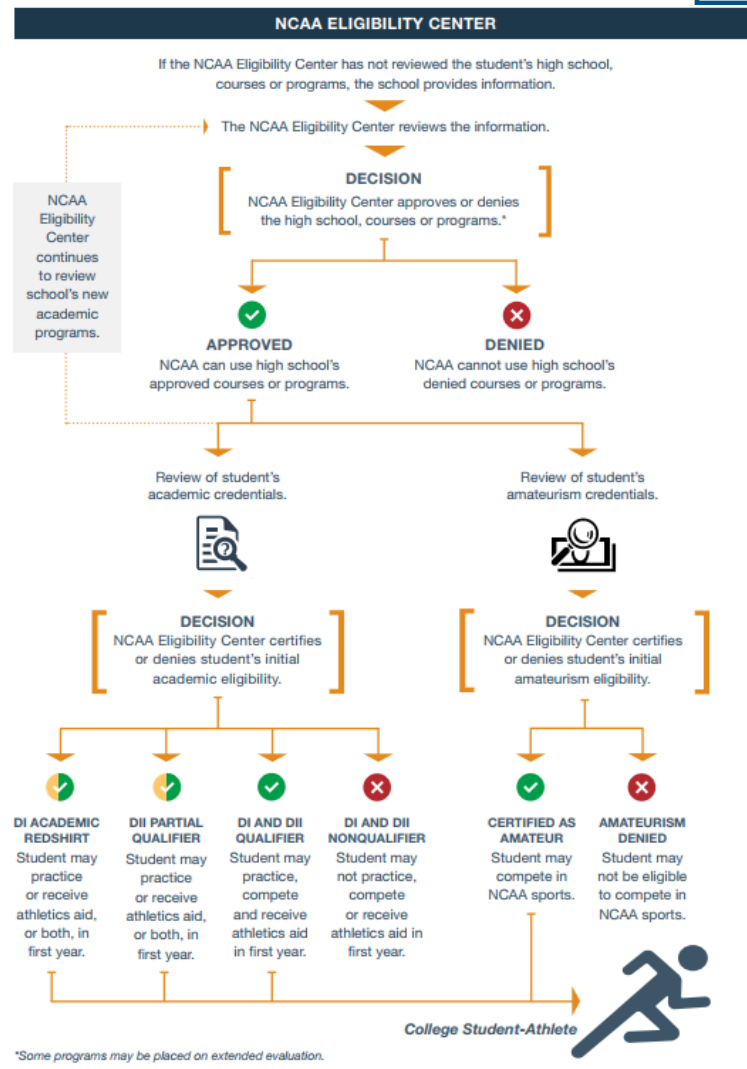 NCAA ELIGIBILITY CENTER
If the NCAA Eligibility Center has not reviewed the student's high school,
courses or programs, the school provides information.
The NCAA Eligibility Center reviews the information.
DECISION
NCAA Eligibility Center approves or denies
the high school, courses or programs.*
NCAA
Eligibility
Center
continues
to review
school's new
academic
programs.
APPROVED
NCAA can use high school's
approved courses or programs.
DENIED
NCAA cannot use high school's
denied courses or programs.
Review of student's
academic credentials.
Review of student's
amateurism credentials.
?
DECISION
NCAA Eligibility Center certifies
or denies student's initial
academic eligibility.
DECISION
NCAA Eligibility Center certifies
or denies student's initial
amateurism eligibility.
DI ACADEMIC
REDSHIRT
Student may
practice
or receive
athletics aid,
or both, in
first year.
DII PARTIAL
QUALIFIER
Student may
practice
or receive
athletics aid,
or both, in
first year.
DI AND DII
QUALIFIER
Student may
practice,
compete
and receive
athletics aid
in first year.
DI AND DII
NONQUALIFIER
Student may
not practice,
compete
or receive
athletics aid in
first year.
CERTIFIED AS
AMATEUR
Student may
compete in
NCAA sports.
AMATEURISM
DENIED
Student may
not be eligible
to compete in
NCAA sports.
College Student-Athlete
*Some programs may be placed on extended evaluation.